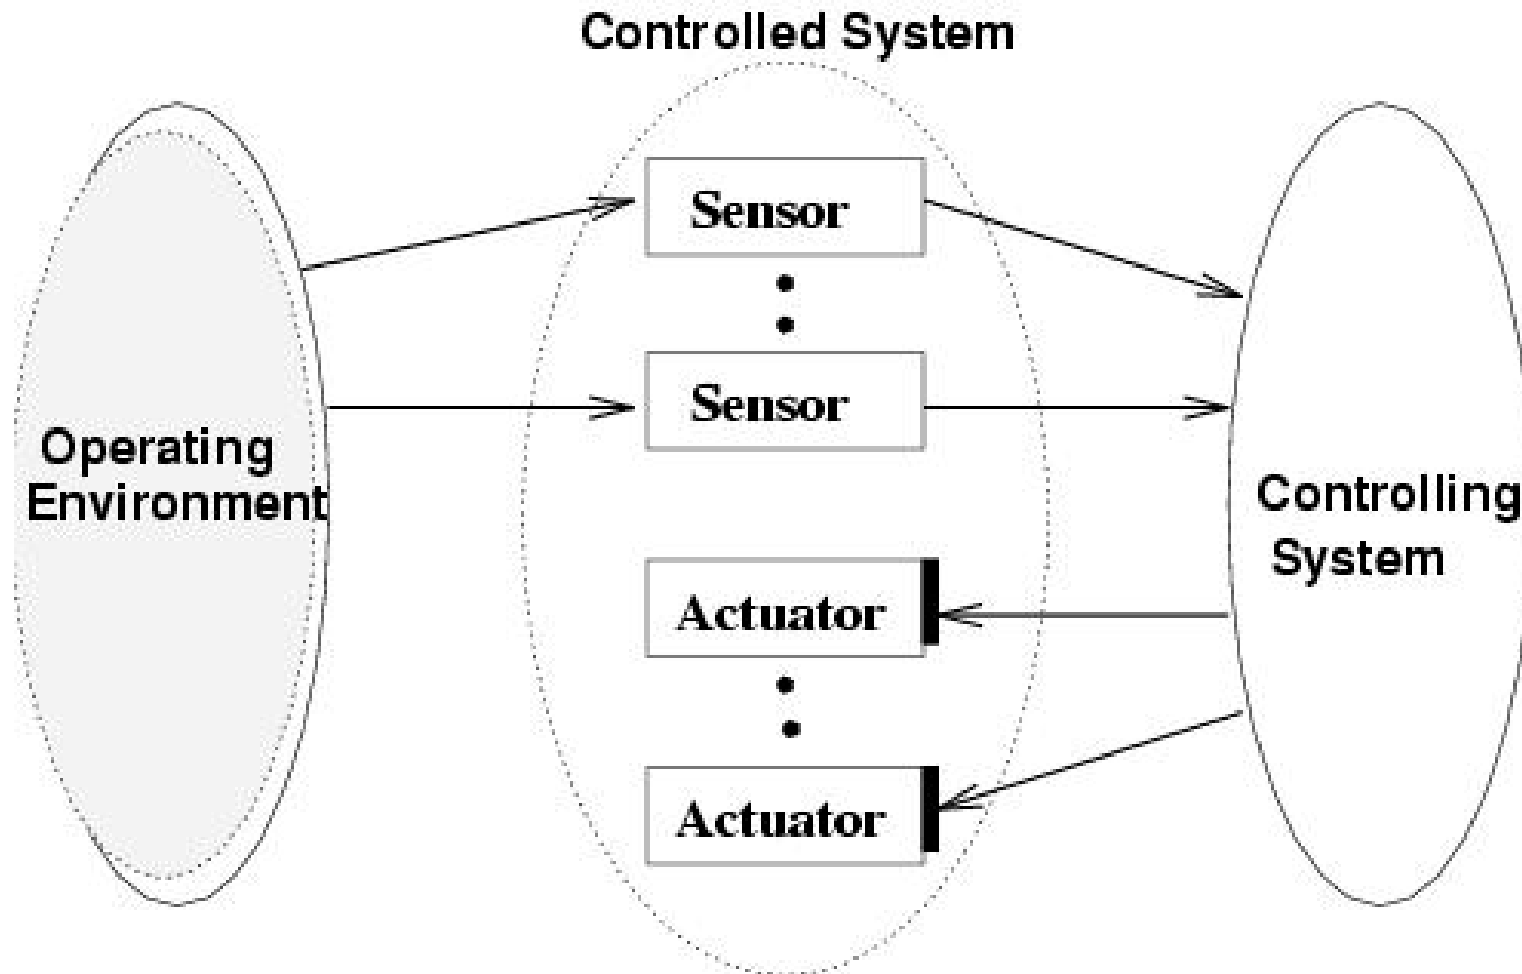 Controlled System
Sensor
Sensor
Operating
Environment
Controlling
System
Actuator
Actuator